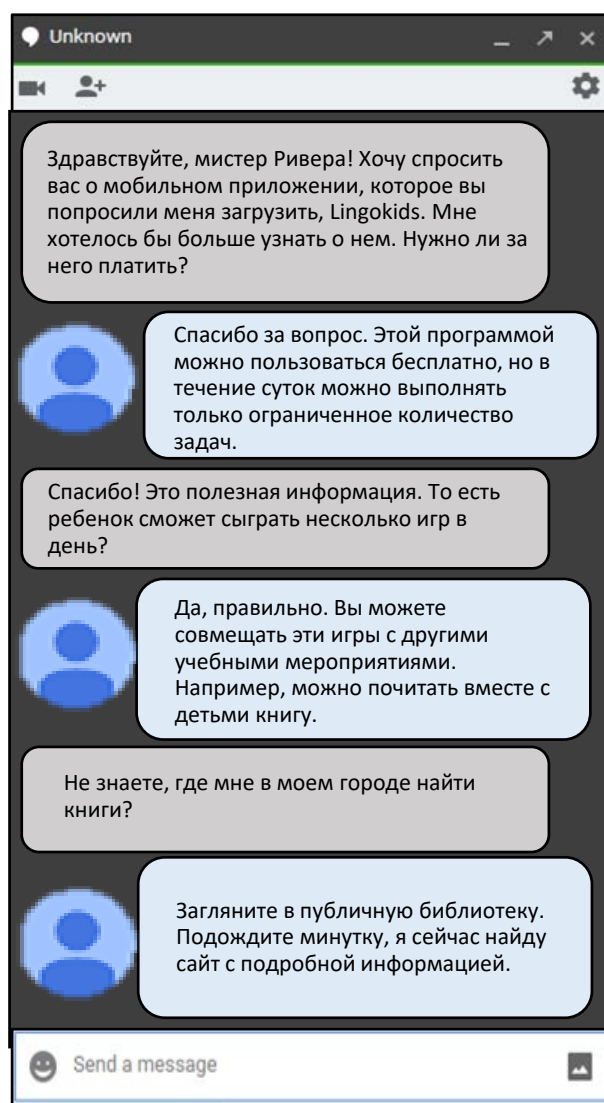 Unknown
Здравствуйте, мистер Ривера! Хочу спросить
вас о мобильном приложении, которое вы
попросили меня загрузить, Lingokids. Мне
хотелось бы больше узнать о нем. Нужно ли за
него платить?
Спасибо за вопрос. Этой программой
можно пользоваться бесплатно, но в
течение суток можно выполнять
только ограниченное количество
задач.
Спасибо! Это полезная информация. То есть
ребенок сможет сыграть несколько игр в
день?
Да, правильно. Вы можете
совмещать эти игры с другими
учебными мероприятиями.
Например, можно почитать вместе с
детьми книгу.
Не знаете, где мне в моем городе найти
книги?
Загляните в публичную библиотеку.
Подождите минутку, я сейчас найду
сайт с подробной информацией.
Send a message